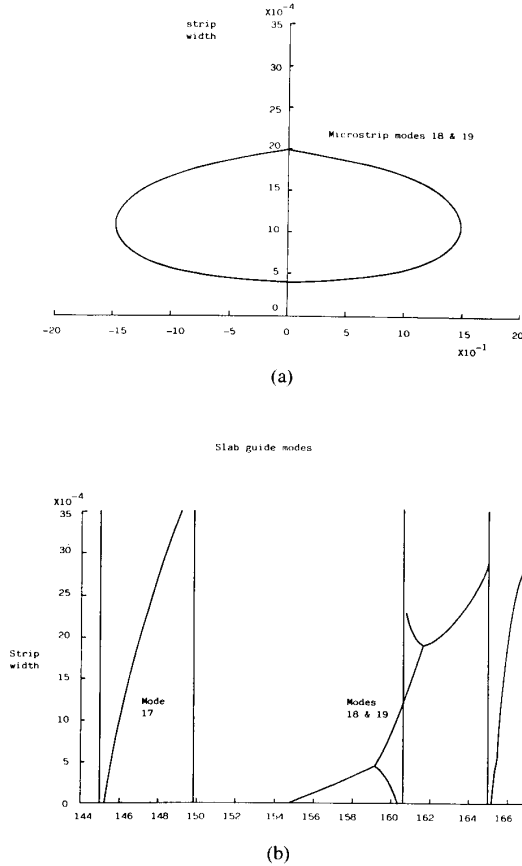 X10⁻⁴
strip
width
35
30
25
20
15
10
5
0
Microstrip modes 18 & 19
-20 -15 -10 -5 0 5 10 15 20
X10⁻¹
(a)
Slab guide modes
X10⁻⁴
35
30
25
20
15
10
5
0
Strip
width
Mode
17
Modes
18 & 19
144 146 148 150 152 154 156 158 160 162 164 166
(b)